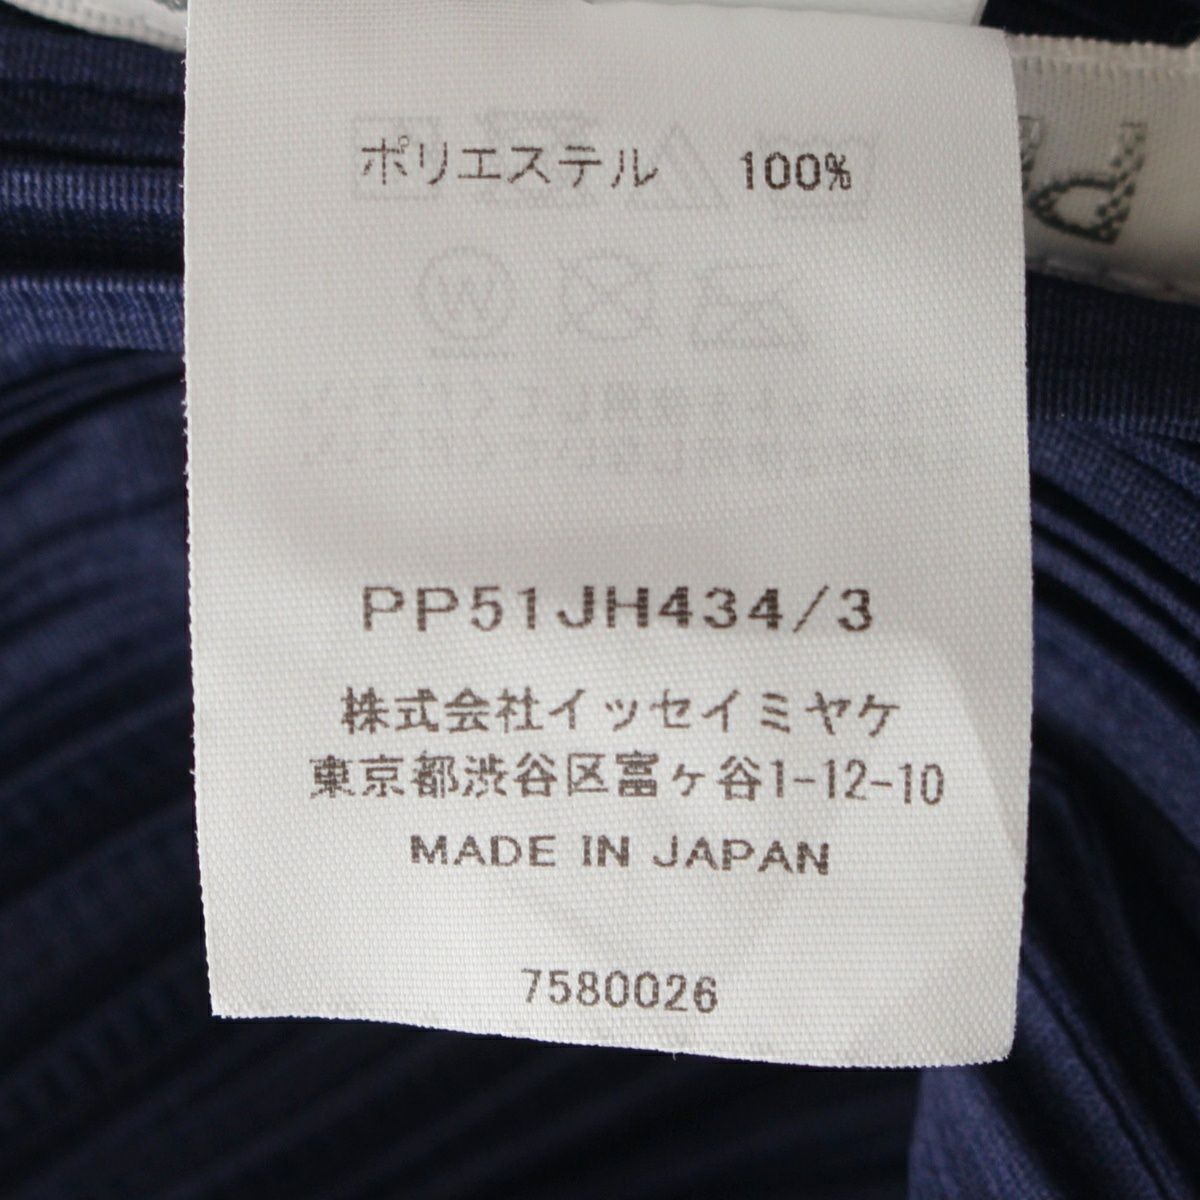 ポリエステル 100%
PP51JH434/3
株式会社イッセイミヤケ
東京都渋谷区富ヶ谷1-12-10
MADE IN JAPAN
7580026